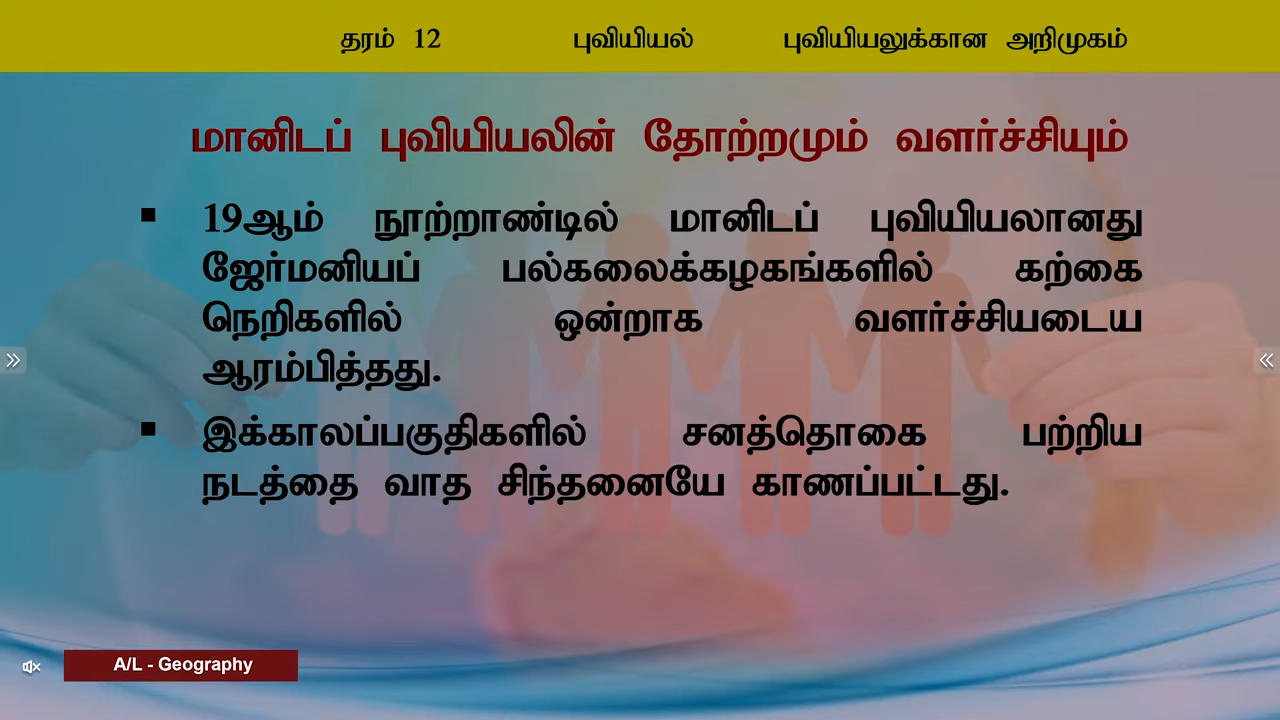 தரம் 12 புவியியல் புவியியலுக்கான அறிமுகம்
மானிடப் புவியியலின் தோற்றமும் வளர்ச்சியும்
▪ 19ஆம் நூற்றாண்டில் மானிடப் புவியியலானது
ஜேர்மனியப் பல்கலைக்கழகங்களில் கற்கை
நெறிகளில் ஒன்றாக வளர்ச்சியடைய
ஆரம்பித்தது.
▪ இக்காலப்பகுதிகளில் சனத்தொகை பற்றிய
நடத்தை வாத சிந்தனையே காணப்பட்டது.
A/L - Geography